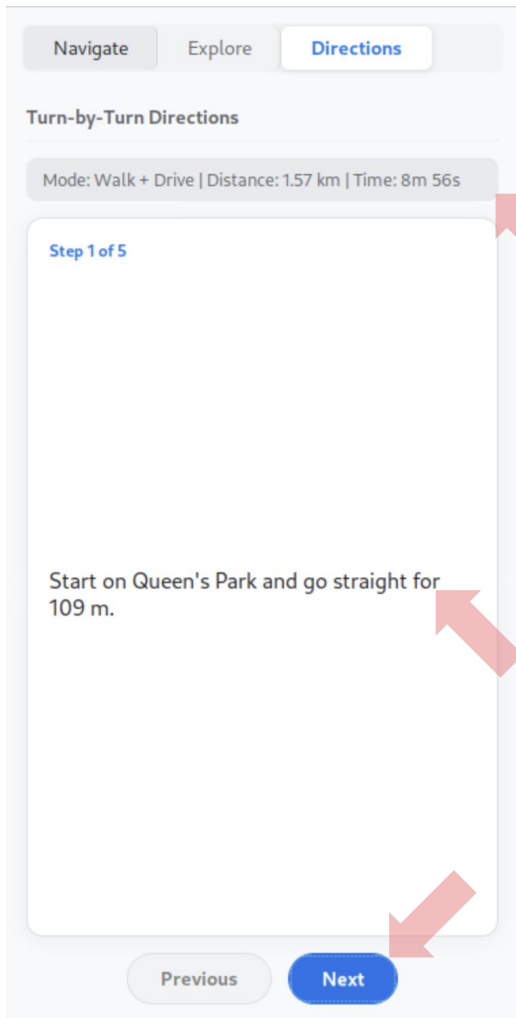 Navigate Explore Directions
Turn-by-Turn Directions
Mode: Walk + Drive | Distance: 1.57 km | Time: 8m 56s
Step 1 of 5
Start on Queen's Park and go straight for
109 m.
Previous Next